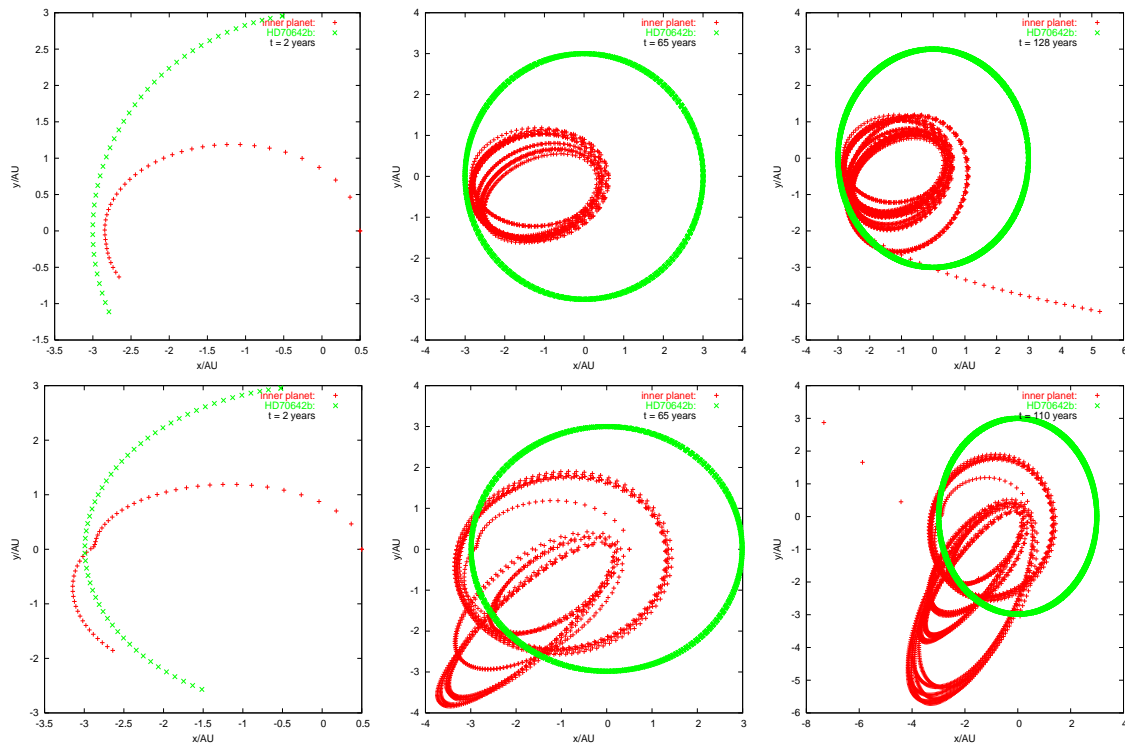 3
2.5
2
1.5
1
0.5
0
-0.5
-1
-1.5
y/AU
-3.5 -3 -2.5 -2 -1.5 -1 -0.5 0 0.5
x/AU
inner planet:
HD70642b:
t = 2 years
4
3
2
1
0
-1
-2
-3
-4
y/AU
-4 -3 -2 -1 0 1 2 3 4
x/AU
inner planet:
HD70642b:
t = 65 years
4
3
2
1
0
-1
-2
-3
-4
-5
y/AU
-4 -3 -2 -1 0 1 2 3 4 5 6
x/AU
inner planet:
HD70642b:
t = 128 years
3
2
1
0
-1
-2
-3
y/AU
-3.5 -3 -2.5 -2 -1.5 -1 -0.5 0 0.5
x/AU
inner planet:
HD70642b:
t = 2 years
4
3
2
1
0
-1
-2
-3
-4
y/AU
-4 -3 -2 -1 0 1 2 3
x/AU
inner planet:
HD70642b:
t = 65 years
4
3
2
1
0
-1
-2
-3
-4
-5
-6
y/AU
-8 -6 -4 -2 0 2 4
x/AU
inner planet:
HD70642b:
t = 110 years